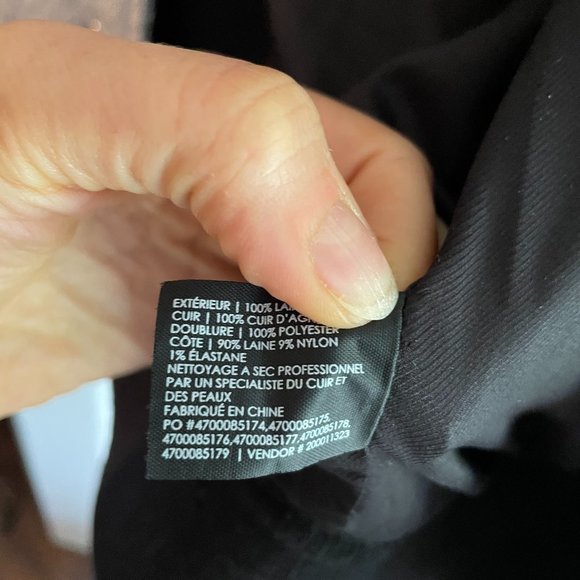 EXTÉRIEUR | 100%
CUIR | 100% CUIR
DOUBLURE | 100% POLYESTER
CÔTE | 90% LAINE 9% NYLON
1% ÉLASTANE
NETTOYAGE A SEC PROFESSIONNEL
PAR UN SPECIALISTE DU CUIR ET
DES PEAUX
FABRIQUÉ EN CHINE
PO #4700085174,4700085175,
4700085176,4700085177,4700085178,
4700085179 | VENDOR # 200011323